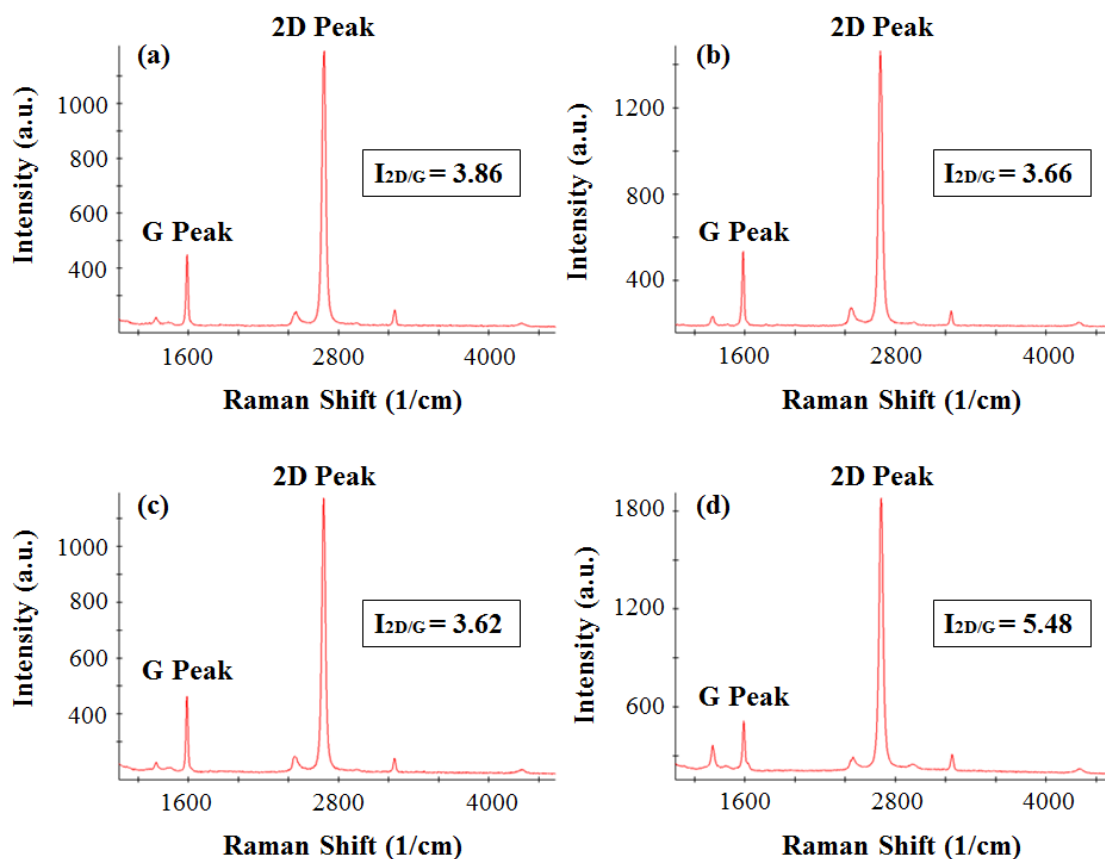 2D Peak
(a)
Intensity (a.u.)
1000
800
600
400
I2D/G = 3.86
G Peak
1600
2800
4000
Raman Shift (1/cm)
2D Peak
(b)
Intensity (a.u.)
1200
800
400
I2D/G = 3.66
G Peak
1600
2800
4000
Raman Shift (1/cm)
2D Peak
(c)
Intensity (a.u.)
1000
800
600
400
I2D/G = 3.62
G Peak
1600
2800
4000
Raman Shift (1/cm)
2D Peak
(d)
Intensity (a.u.)
1800
1200
600
I2D/G = 5.48
G Peak
1600
2800
4000
Raman Shift (1/cm)